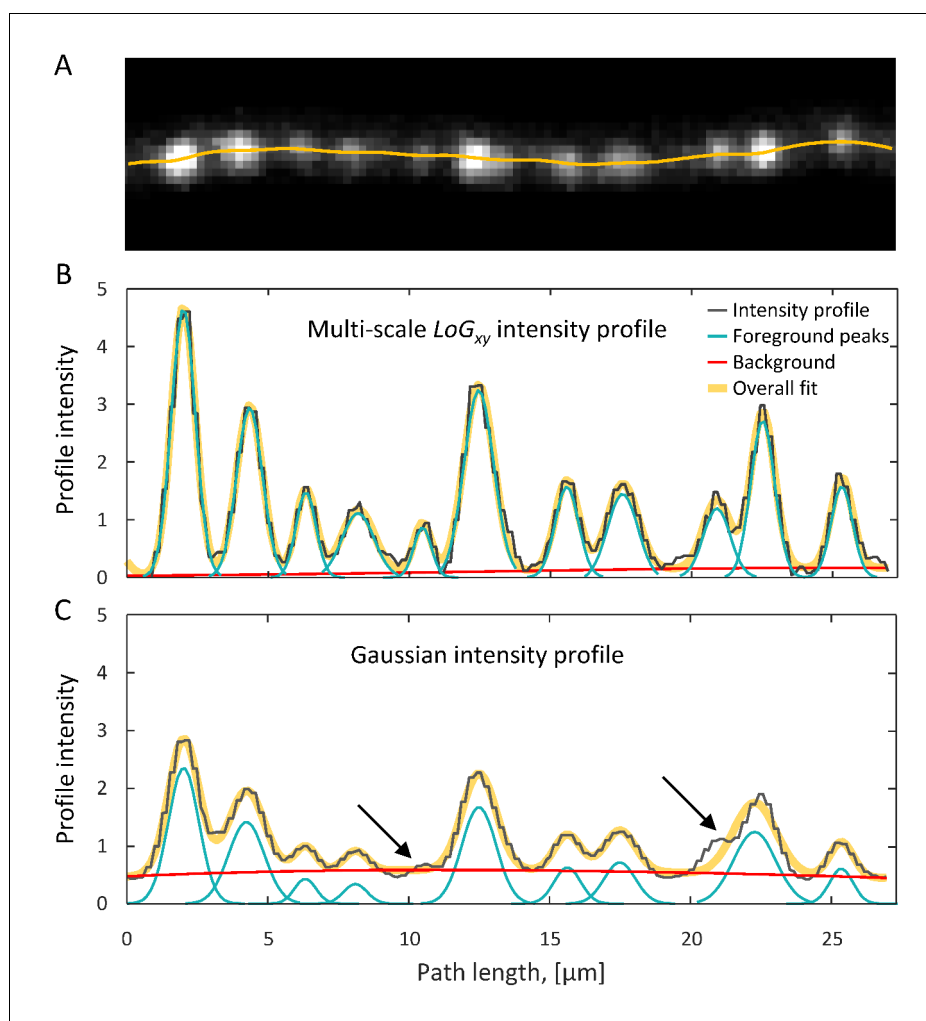 A
B
5
4
3
2
1
0
Profile intensity
Multi-scale LoGxy intensity profile
Intensity profile
Foreground peaks
Background
Overall fit
C
5
4
3
2
1
0
Profile intensity
Gaussian intensity profile
0 5 10 15 20 25
Path length, [μm]